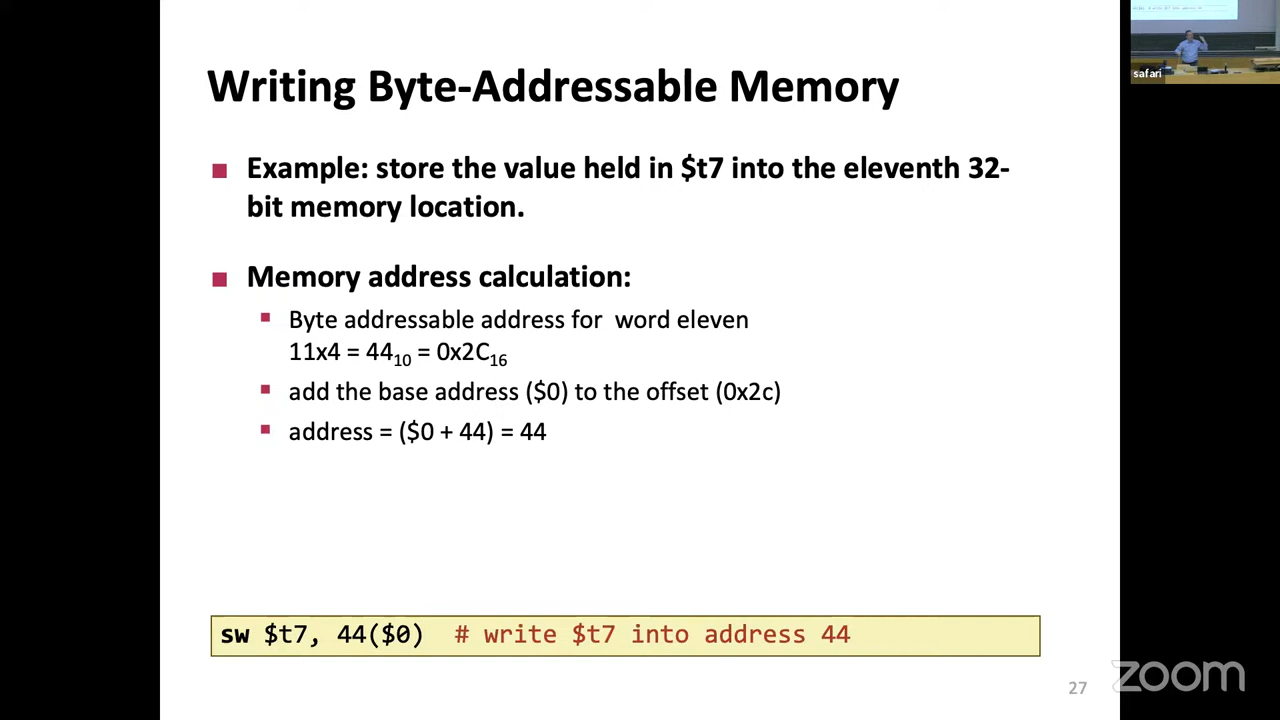 safari
Writing Byte-Addressable Memory
■ Example: store the value held in $t7 into the eleventh 32-
bit memory location.
■ Memory address calculation:
▪ Byte addressable address for word eleven
11x4 = 44₁₀ = 0x2C₁₆
▪ add the base address ($0) to the offset (0x2c)
▪ address = ($0 + 44) = 44
sw $t7, 44($0) # write $t7 into address 44
27
zoom